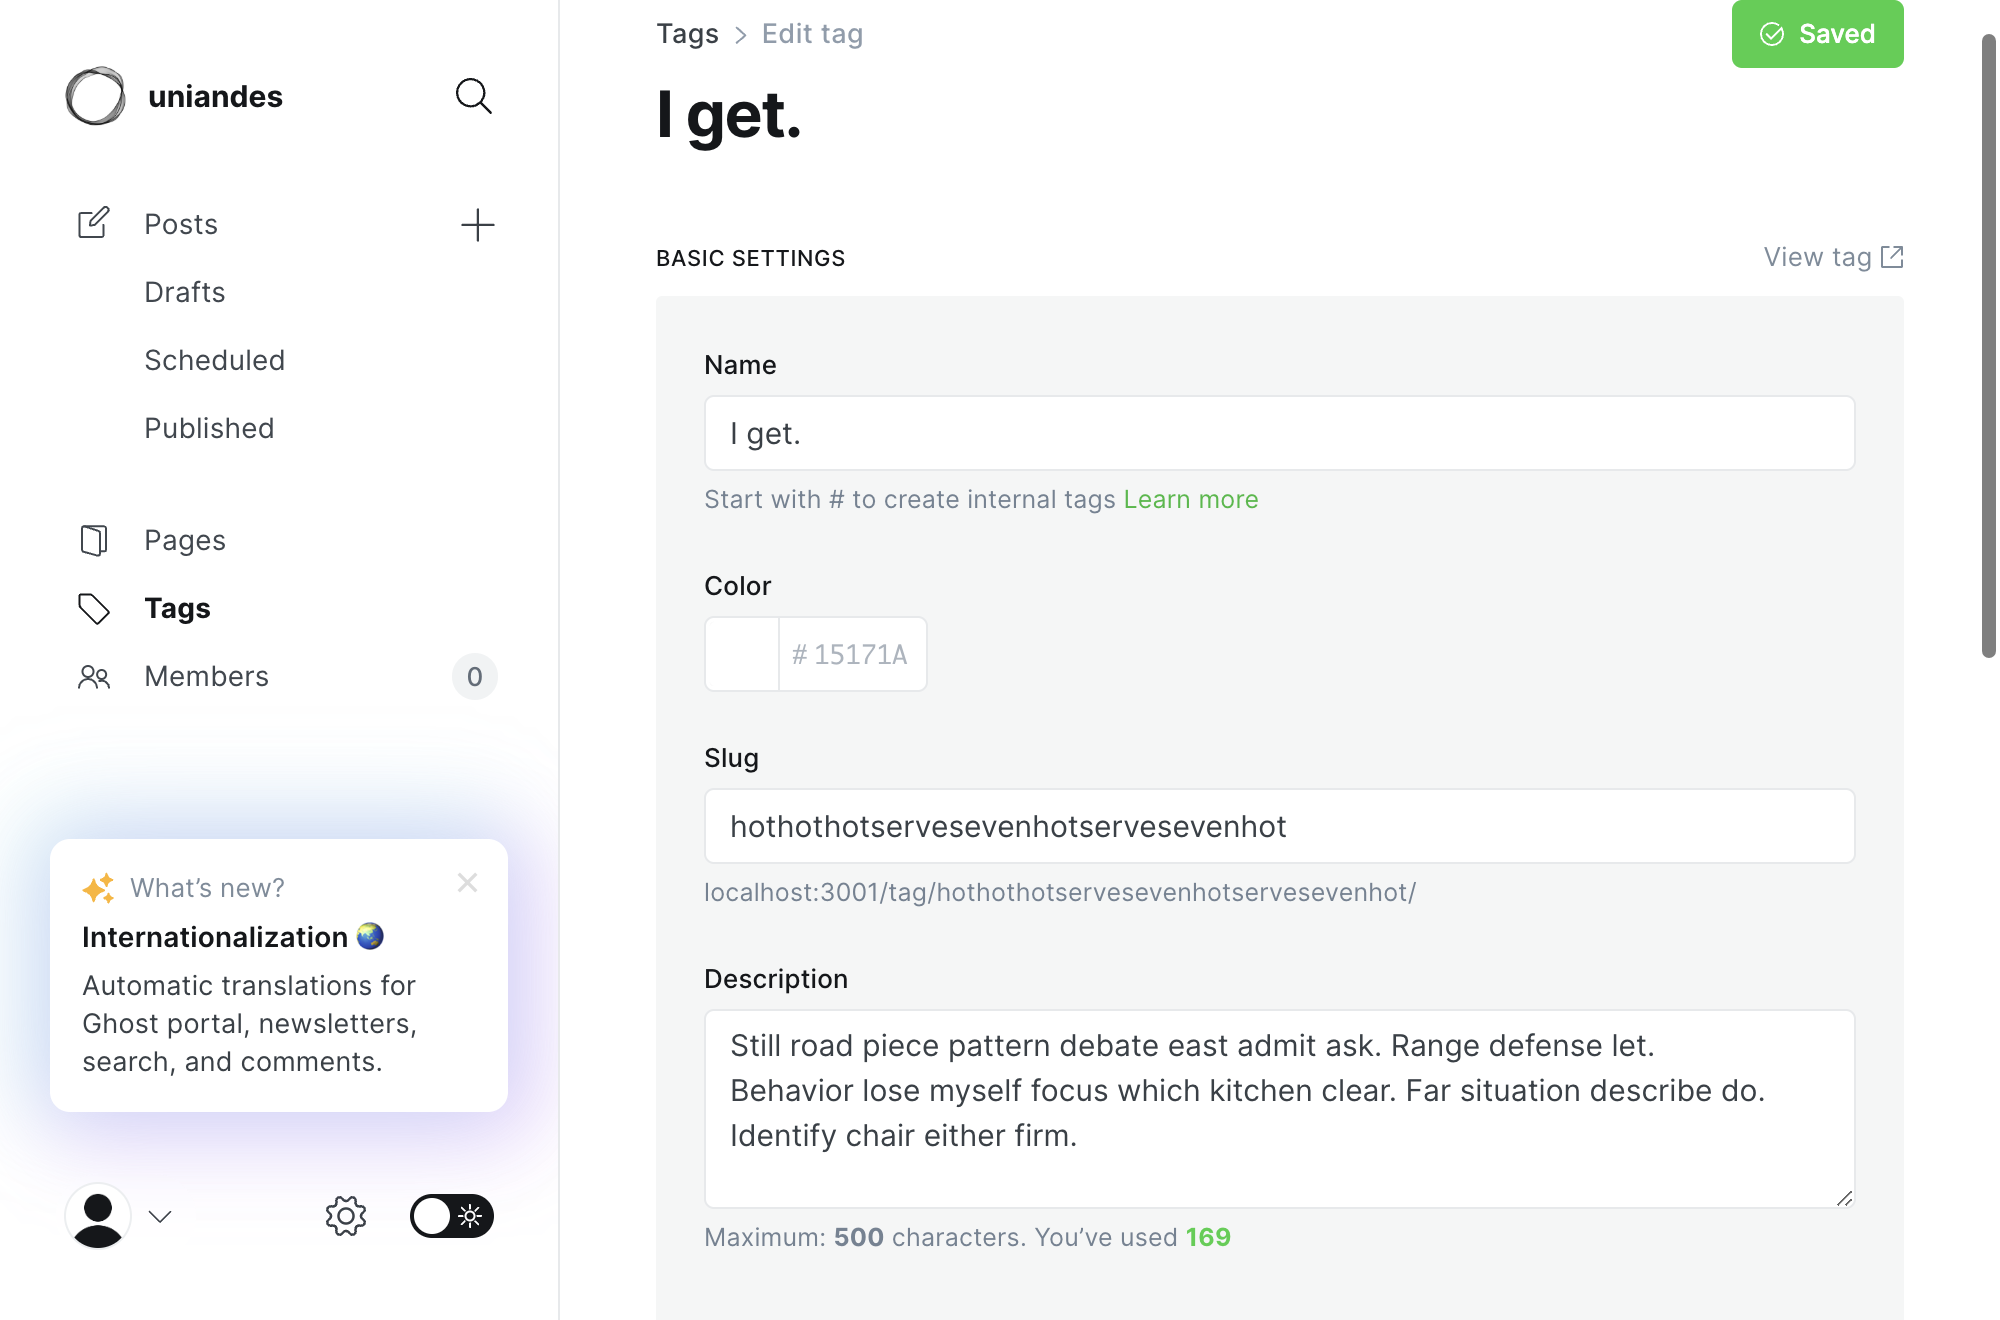 uniandes
Posts
Drafts
Scheduled
Published
Pages
Tags
Members
0
What's new?
Internationalization
Automatic translations for
Ghost portal, newsletters,
search, and comments.
Tags > Edit tag
Saved
I get.
BASIC SETTINGS
View tag
Name
I get.
Start with # to create internal tags Learn more
Color
# 15171A
Slug
hothothotservesevenhotservesevenhot
localhost:3001/tag/hothothotservesevenhotservesevenhot/
Description
Still road piece pattern debate east admit ask. Range defense let.
Behavior lose myself focus which kitchen clear. Far situation describe do.
Identify chair either firm.
Maximum: 500 characters. You’ve used 169